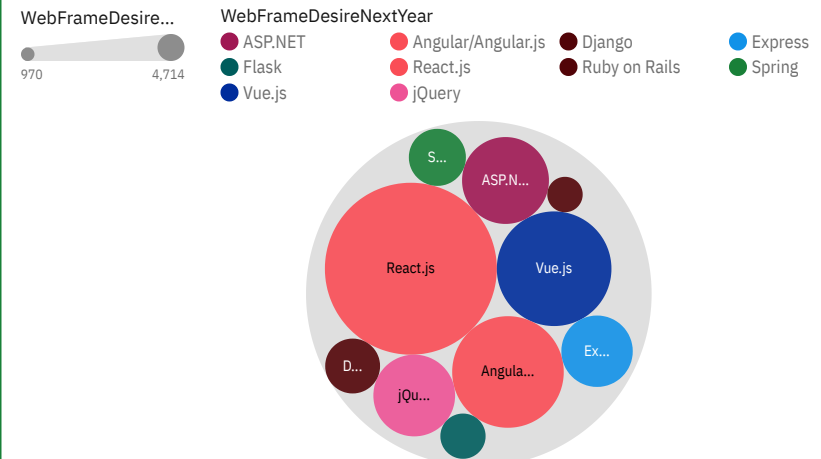 WebFrameDesire...
970 4,714
WebFrameDesireNextYear
ASP.NET Angular/Angular.js Django Express
Flask React.js Ruby on Rails Spring
Vue.js jQuery
S...
ASP.N...
React.js
Vue.js
Ex...
D...
Angula...
jQu...